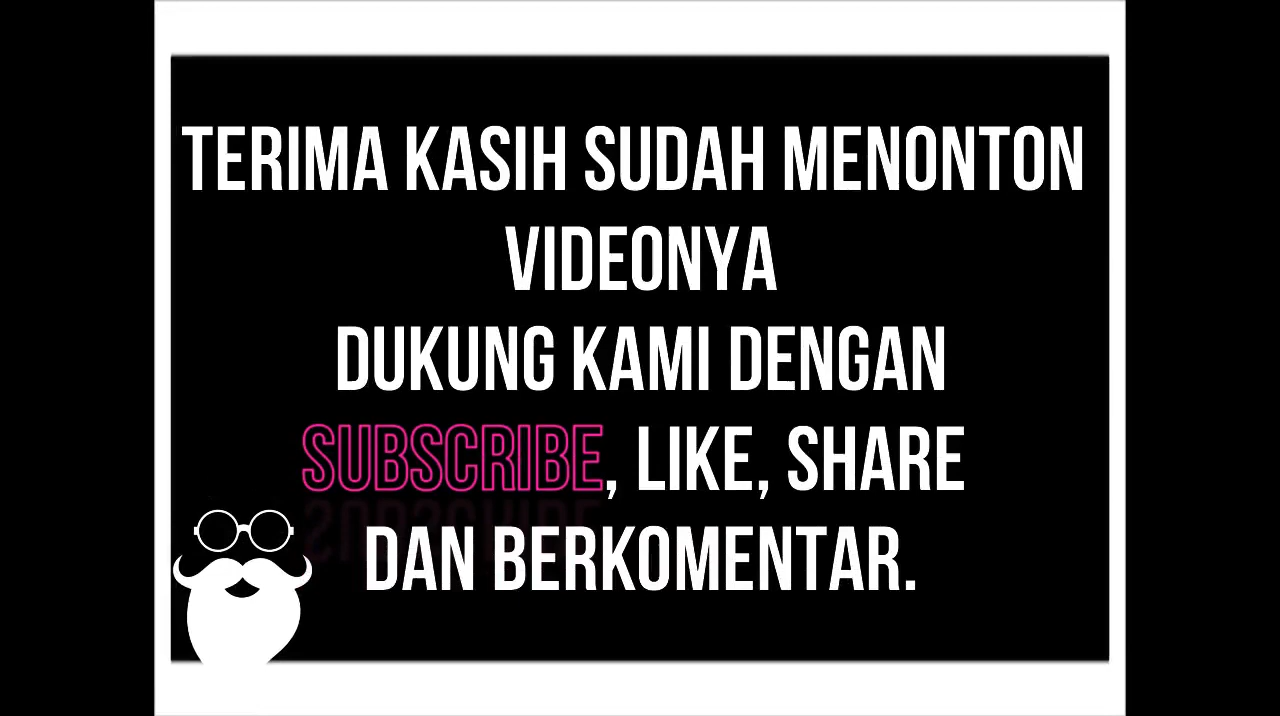 TERIMA KASIH SUDAH MENONTON
VIDEONYA
DUKUNG KAMI DENGAN
SUBSCRIBE, LIKE, SHARE
DAN BERKOMENTAR.